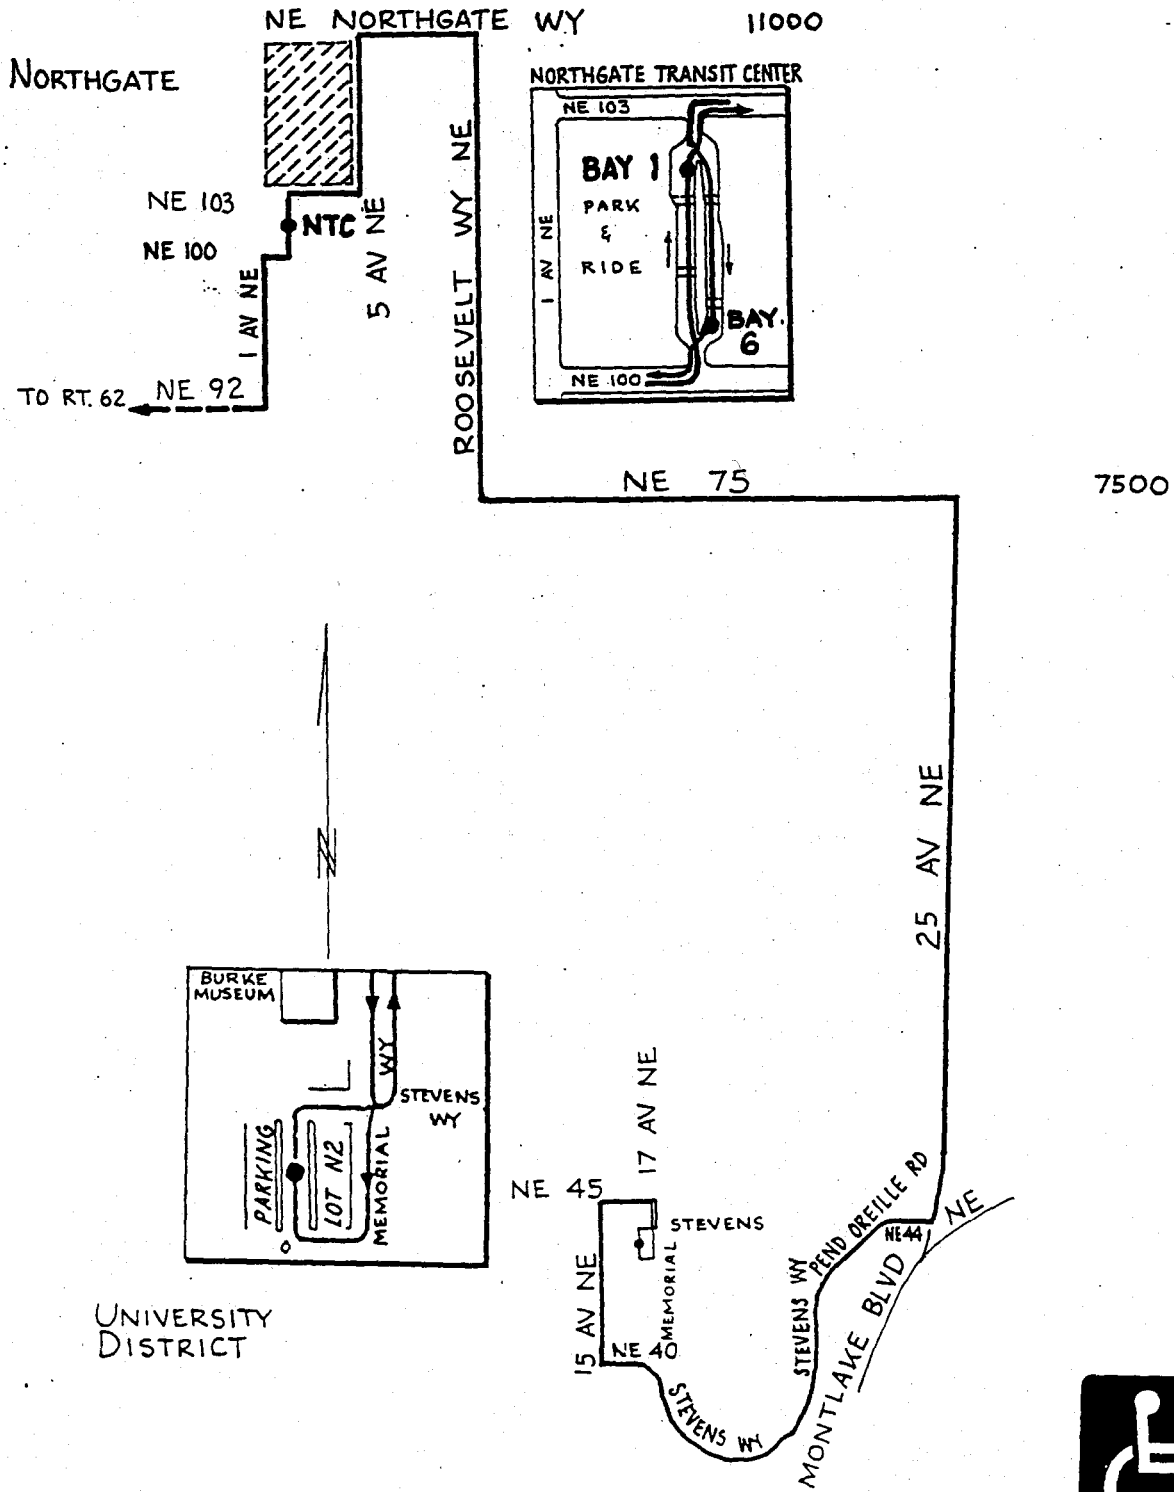 NE NORTHGATE WY
11000
NORTHGATE
NORTHGATE TRANSIT CENTER
NE 103
BAY 1
PARK
&
RIDE
1 AV NE
BAY
6
NE 100
NE 103
NTC
NE 100
1 AV NE
5 AV NE
ROOSEVELT WY NE
TO RT. 62
NE 92
NE 75
7500
25 AV NE
N
BURKE
MUSEUM
WY
STEVENS
WY
PARKING
LOT N2
MEMORIAL
UNIVERSITY
DISTRICT
17 AV NE
NE 45
STEVENS
MEMORIAL
15 AV NE
NE 40
STEVENS WY
STEVENS WY
PEND OREILLE RD
NE 44
MONTLAKE BLVD NE